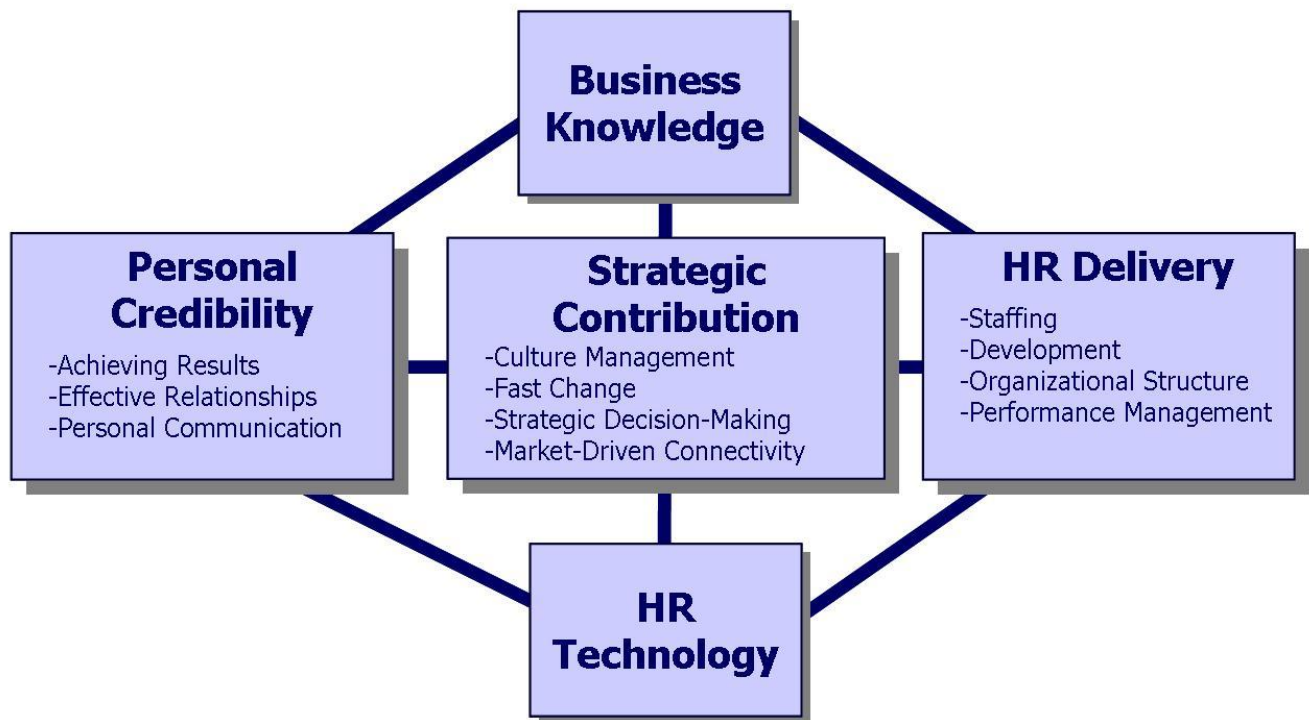 Business
Knowledge
Personal
Credibility
-Achieving Results
-Effective Relationships
-Personal Communication
Strategic
Contribution
-Culture Management
-Fast Change
-Strategic Decision-Making
-Market-Driven Connectivity
HR Delivery
-Staffing
-Development
-Organizational Structure
-Performance Management
HR
Technology